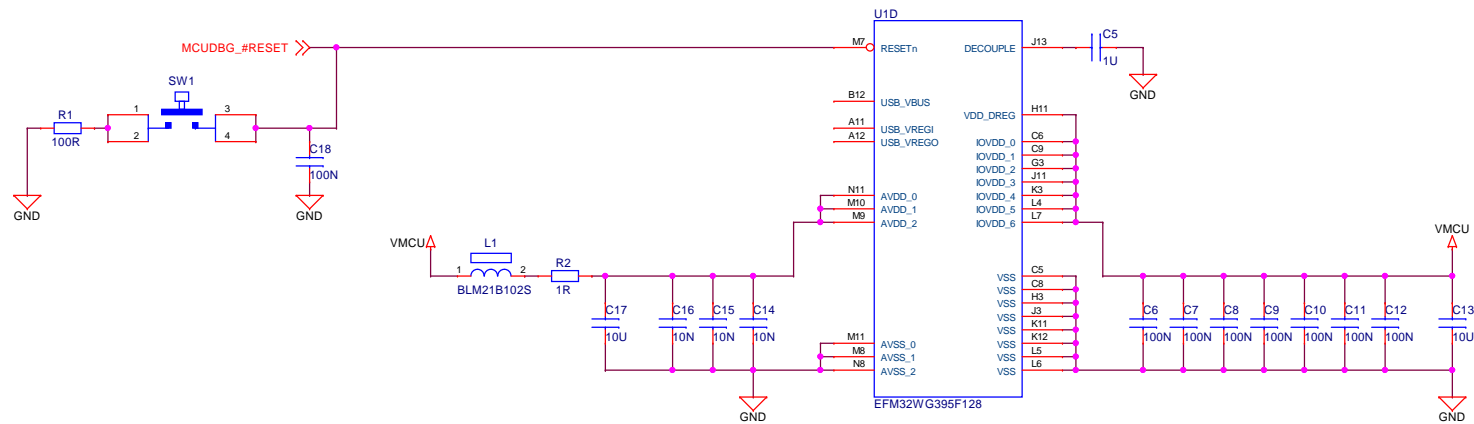 U1D
MCUDBG_#RESET
M7
RESETn
DECOUPLE
J13
C5
1U
GND
SW1
B12
USB_VBUS
VDD_DREG
H11
R1
1
3
A11
USB_VREGI
100R
2
4
A12
USB_VREGO
IOVDD_0
C6
IOVDD_1
C9
C18
IOVDD_2
G3
100N
IOVDD_3
J11
N11
AVDD_0
IOVDD_4
K3
M10
AVDD_1
IOVDD_5
L4
GND
GND
M9
AVDD_2
IOVDD_6
L7
VMCU
L1
VMCU
1
2
R2
VSS
C5
BLM21B102S
1R
VSS
C8
VSS
H3
C17
C16
C15
C14
VSS
J3
C6
C7
C8
C9
C10
C11
C12
C13
10U
10N
10N
10N
VSS
K11
100N
100N
100N
100N
100N
100N
100N
10U
M11
AVSS_0
VSS
K12
M8
AVSS_1
VSS
L5
N8
AVSS_2
VSS
L6
GND
EFM32WG395F128
GND